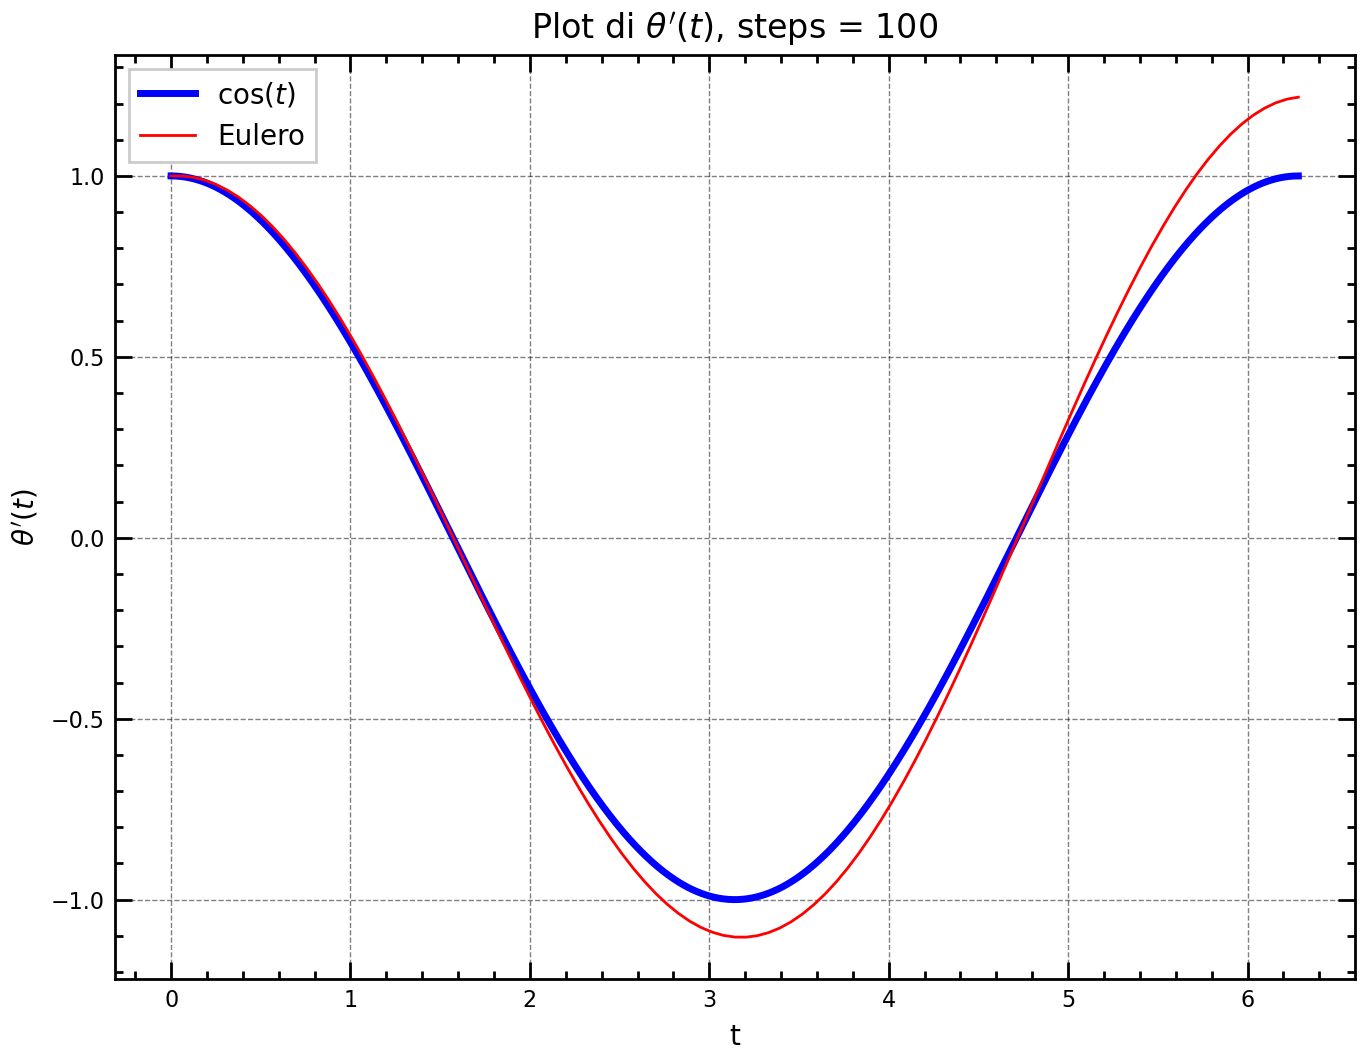 Plot di θ′(t), steps = 100
cos(t)
Eulero
1.0
0.5
0.0
−0.5
−1.0
θ′(t)
0 1 2 3 4 5 6
t